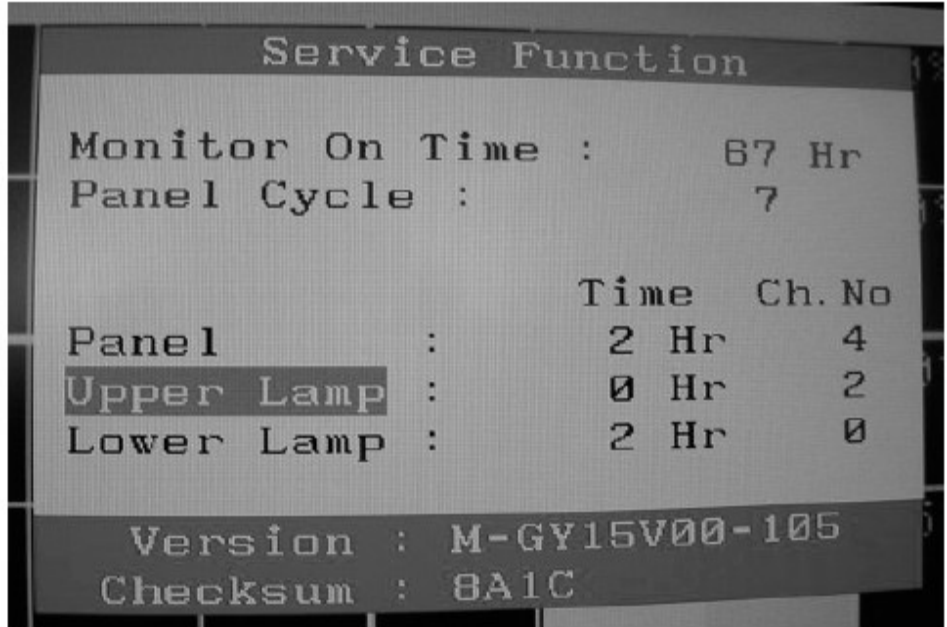 Service Function
Monitor On Time : 67 Hr
Panel Cycle : 7
Time Ch.No
Panel : 2 Hr 4
Upper Lamp : 0 Hr 2
Lower Lamp : 2 Hr 0
Version : M-GY15V00-105
Checksum : 8A1C